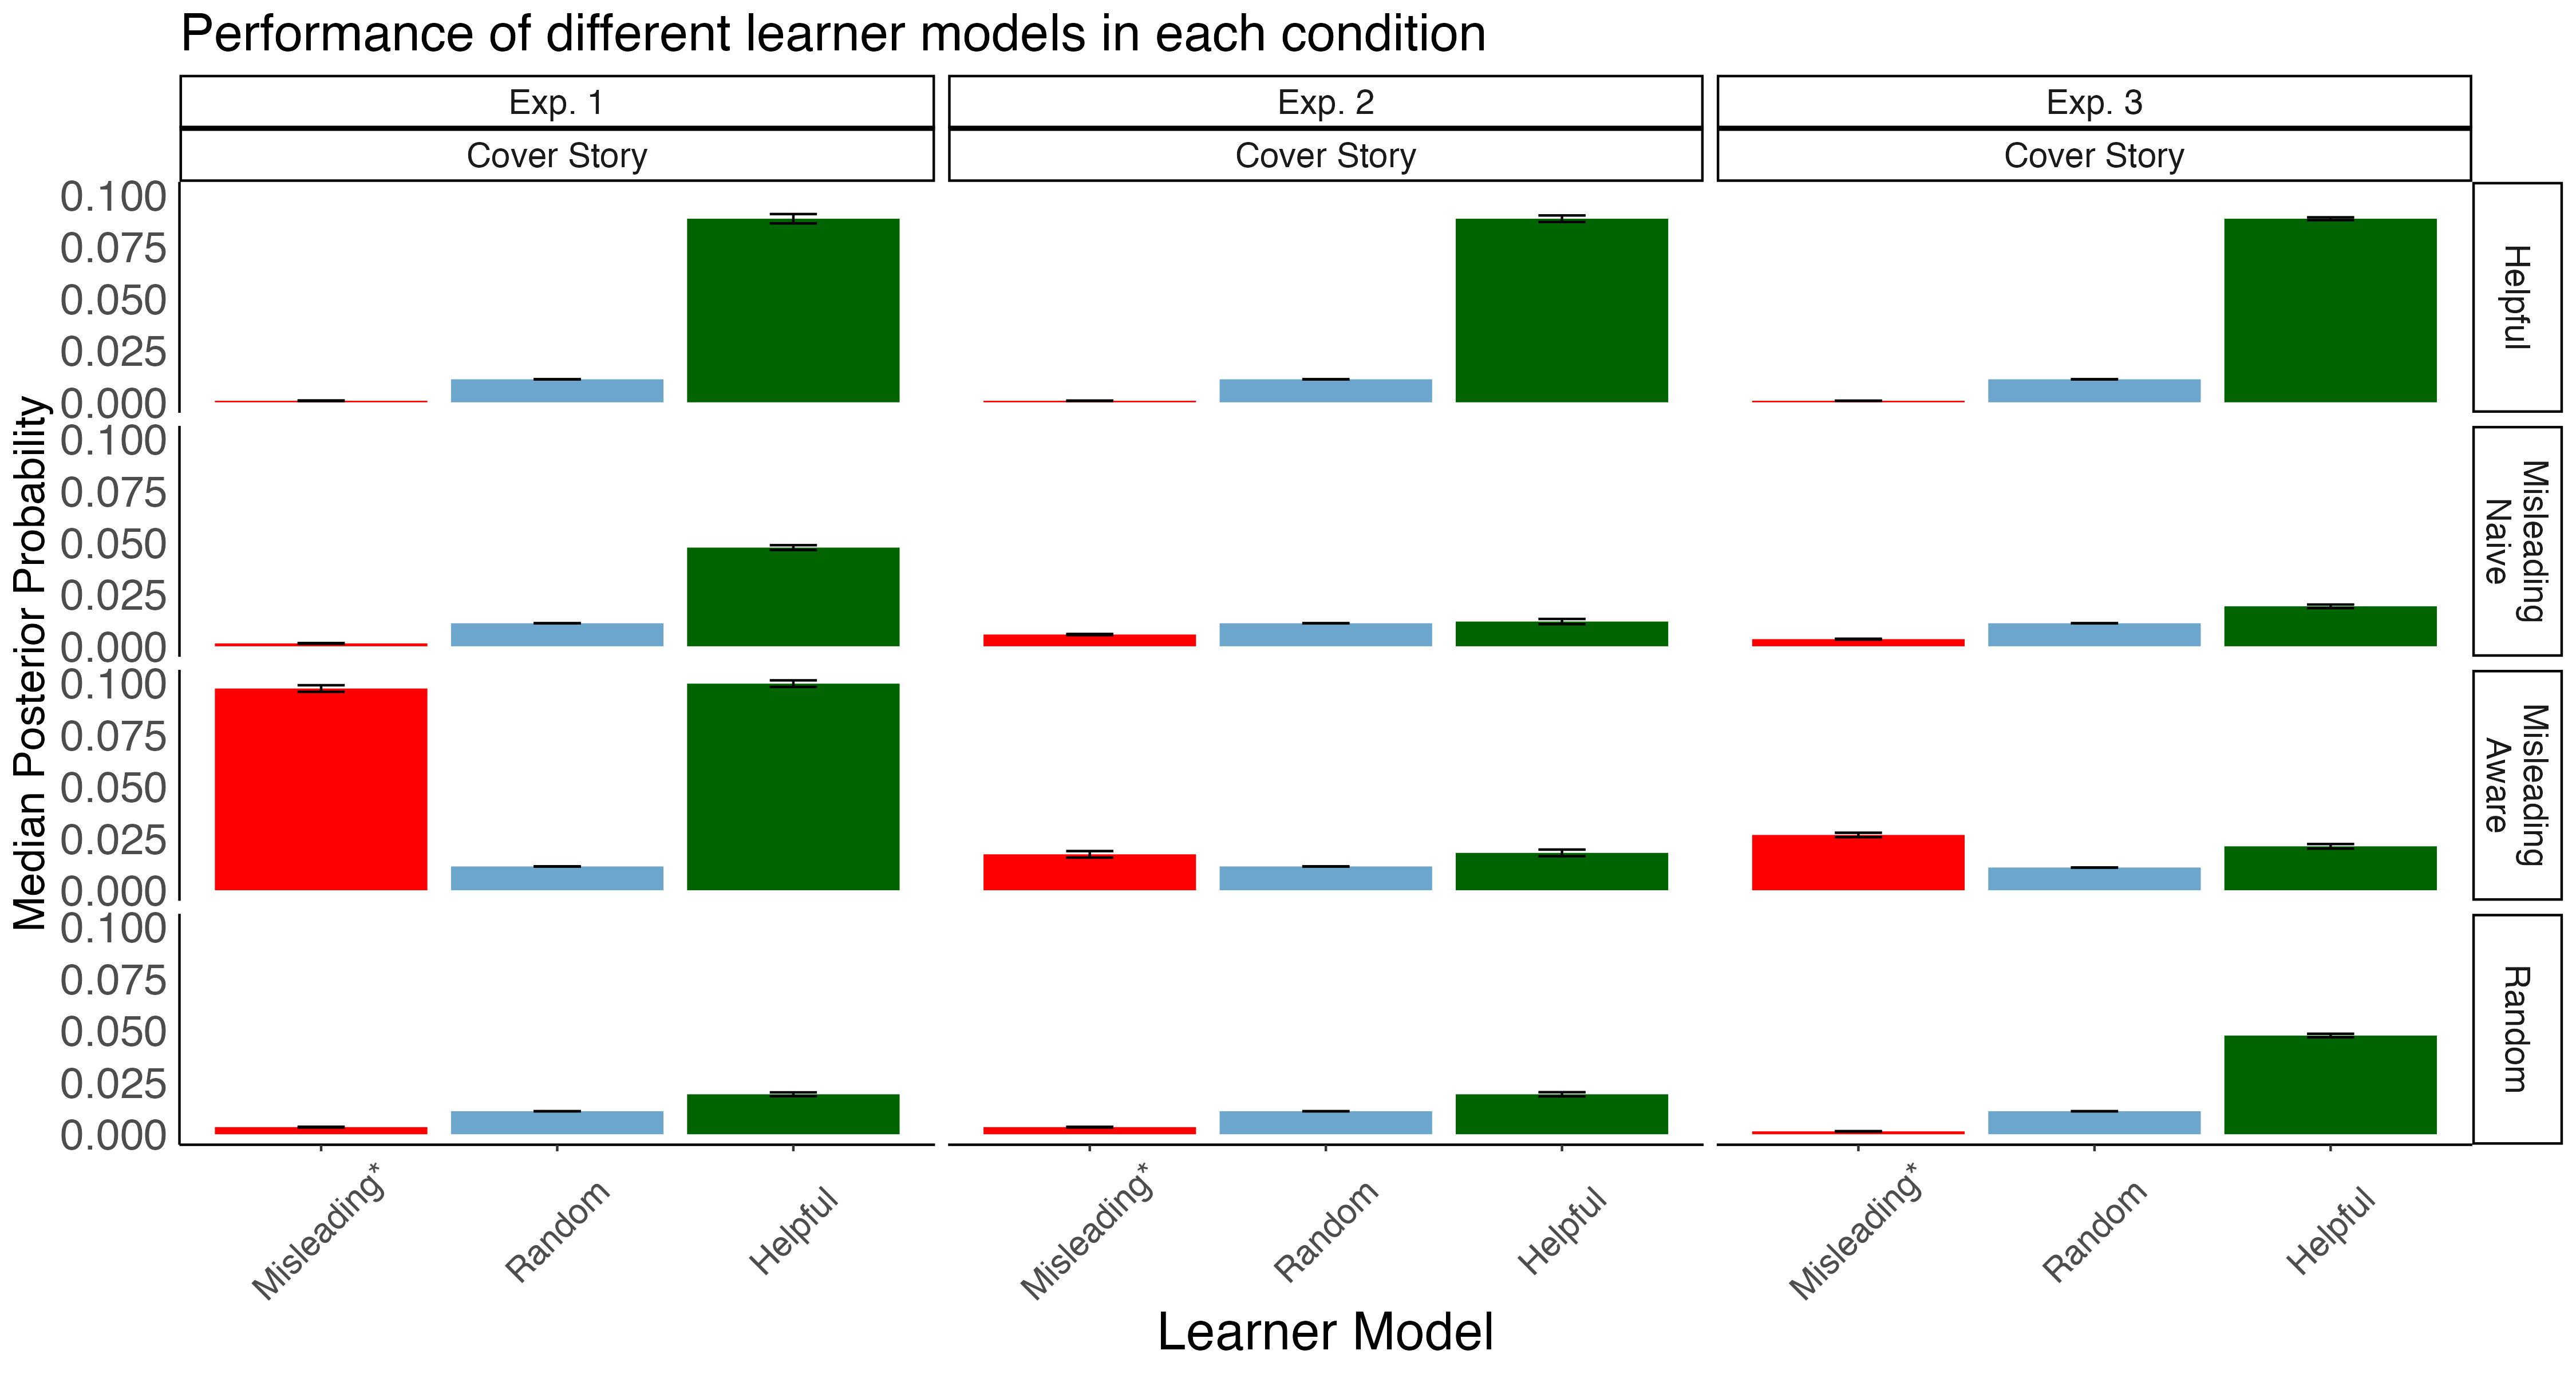 Performance of different learner models in each condition
Exp. 1
Exp. 2
Exp. 3
Cover Story
Cover Story
Cover Story
Median Posterior Probability
0.100
0.075
0.050
0.025
0.000
Helpful
0.100
0.075
0.050
0.025
0.000
Misleading
Naive
0.100
0.075
0.050
0.025
0.000
Misleading
Aware
0.100
0.075
0.050
0.025
0.000
Random
Misleading*
Random
Helpful
Misleading*
Random
Helpful
Misleading*
Random
Helpful
Learner Model